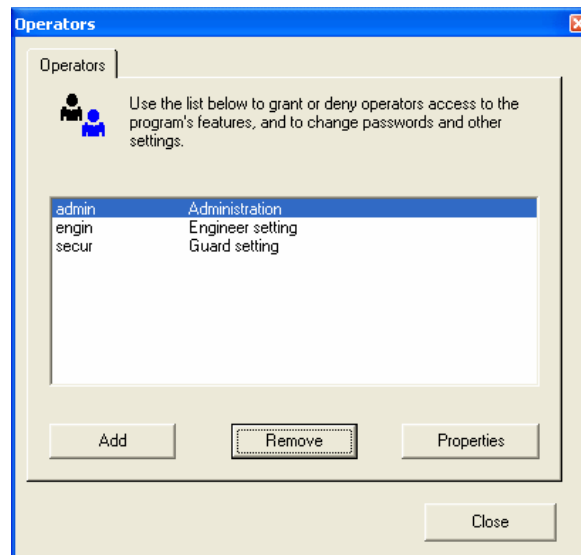 Operators
Operators
Use the list below to grant or deny operators access to the
program's features, and to change passwords and other
settings.
admin Administration
engin Engineer setting
secur Guard setting
Add Remove Properties
Close